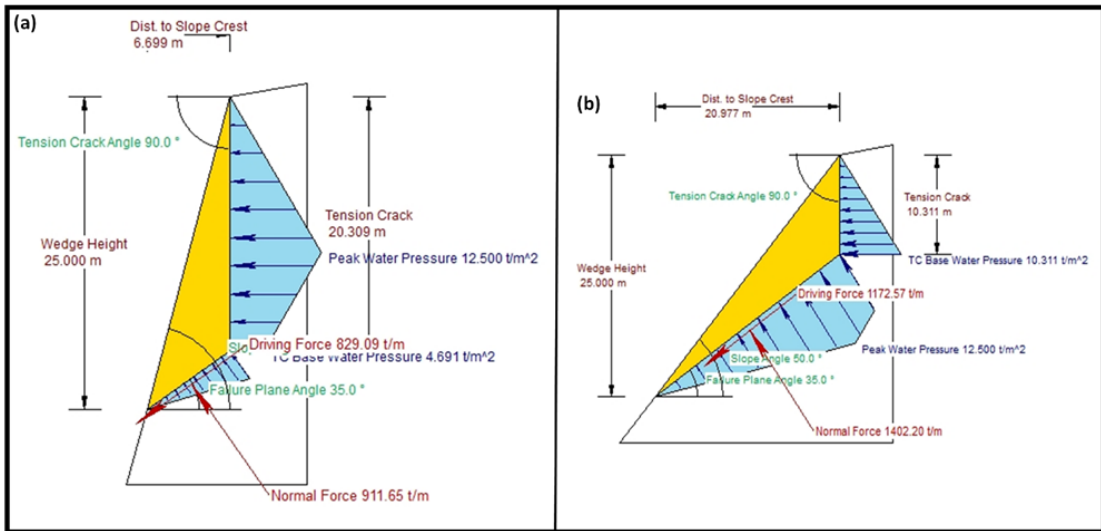 (a)
Dist. to Slope Crest
6.699 m
Tension Crack Angle 90.0 °
Wedge Height
25.000 m
Tension Crack
20.309 m
Peak Water Pressure 12.500 t/m^2
Driving Force 829.09 t/m
TC Base Water Pressure 4.691 t/m^2
Failure Plane Angle 35.0 °
Normal Force 911.65 t/m
(b)
Dist. to Slope Crest
20.977 m
Tension Crack Angle 90.0 °
Tension Crack
10.311 m
Wedge Height
25.000 m
TC Base Water Pressure 10.311 t/m^2
Driving Force 1172.57 t/m
Peak Water Pressure 12.500 t/m^2
Slope Angle 50.0 °
Failure Plane Angle 35.0 °
Normal Force 1402.20 t/m